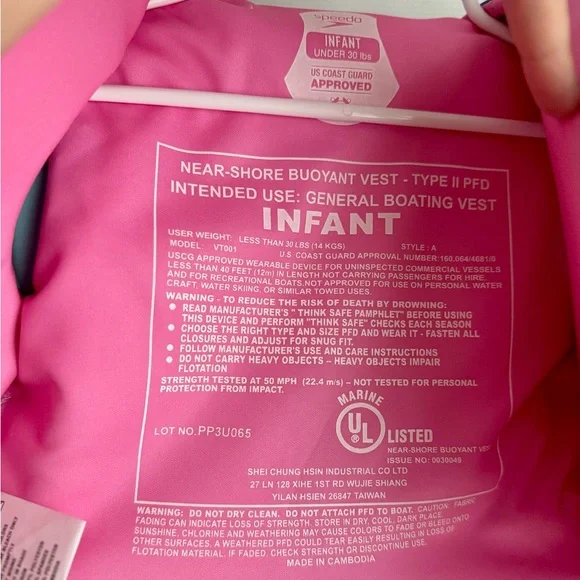 speedo
INFANT
UNDER 30 lbs
US COAST GUARD
APPROVED
NEAR-SHORE BUOYANT VEST - TYPE II PFD
INTENDED USE: GENERAL BOATING VEST
INFANT
USER WEIGHT: LESS THAN 30 LBS (14 KGS)
MODEL: VT001 STYLE : A
U.S. COAST GUARD APPROVAL NUMBER:160.064/4681/0
USCG APPROVED WEARABLE DEVICE FOR UNINSPECTED COMMERCIAL VESSELS
LESS THAN 40 FEET (12m) IN LENGTH NOT CARRYING PASSENGERS FOR HIRE,
AND FOR RECREATIONAL BOATS.NOT APPROVED FOR USE ON PERSONAL WATER
CRAFT, WATER SKIING, OR SIMILAR TOWED USES.
WARNING - TO REDUCE THE RISK OF DEATH BY DROWNING:
• READ MANUFACTURER'S " THINK SAFE PAMPHLET" BEFORE USING
THIS DEVICE AND PERFORM "THINK SAFE" CHECKS EACH SEASON
• CHOOSE THE RIGHT TYPE AND SIZE PFD AND WEAR IT - FASTEN ALL
CLOSURES AND ADJUST FOR SNUG FIT.
• FOLLOW MANUFACTURER'S USE AND CARE INSTRUCTIONS
• DO NOT CARRY HEAVY OBJECTS – HEAVY OBJECTS IMPAIR
FLOTATION
STRENGTH TESTED AT 50 MPH (22.4 m/s) – NOT TESTED FOR PERSONAL
PROTECTION FROM IMPACT.
MARINE
UL LISTED
LOT NO.PP3U065
NEAR-SHORE BUOYANT VEST
ISSUE NO: 0030049
SHEI CHUNG HSIN INDUSTRIAL CO LTD
27 LN 128 XIHE 1ST RD WUJIE SHIANG
YILAN HSIEN 26847 TAIWAN
WARNING: DO NOT DRY CLEAN. DO NOT ATTACH PFD TO BOAT. CAUTION: FABRIC
FADING CAN INDICATE LOSS OF STRENGTH. STORE IN DRY, COOL, DARK PLACE.
SUNSHINE, CHLORINE AND WEATHERING MAY CAUSE COLORS TO FADE OR BLEED ONTO
OTHER SURFACES. A WEATHERED PFD COULD TEAR EASILY RESULTING IN LOSS OF
FLOTATION MATERIAL. IF FADED. CHECK STRENGTH OR DISCONTINUE USE.
MADE IN CAMBODIA